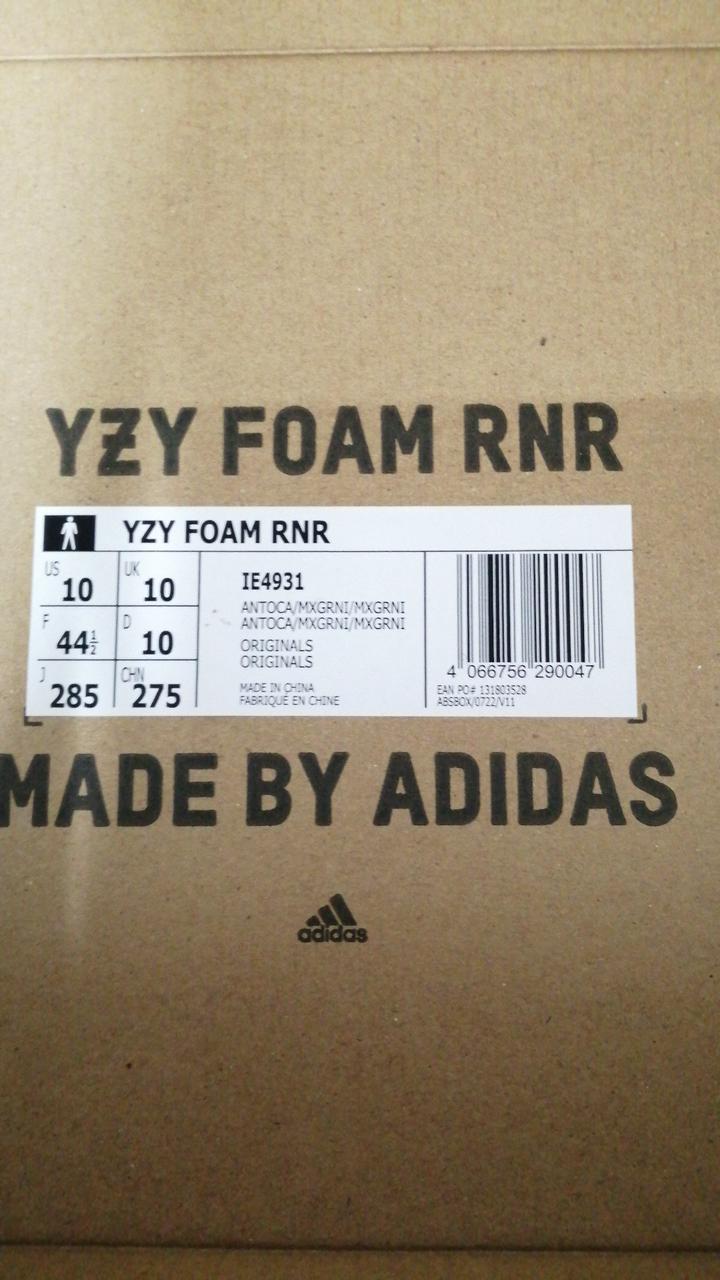 YZY FOAM RNR
YZY FOAM RNR
US 10 UK 10
F 44½ D 10
J 285 CHN 275
IE4931
ANTOCA/MXGRNI/MXGRNI
ANTOCA/MXGRNI/MXGRNI
ORIGINALS
ORIGINALS
MADE IN CHINA
FABRIQUÉ EN CHINE
4 066756 290047
EAN PO# 131803528
ABSBOX/0722/V11
MADE BY ADIDAS
adidas